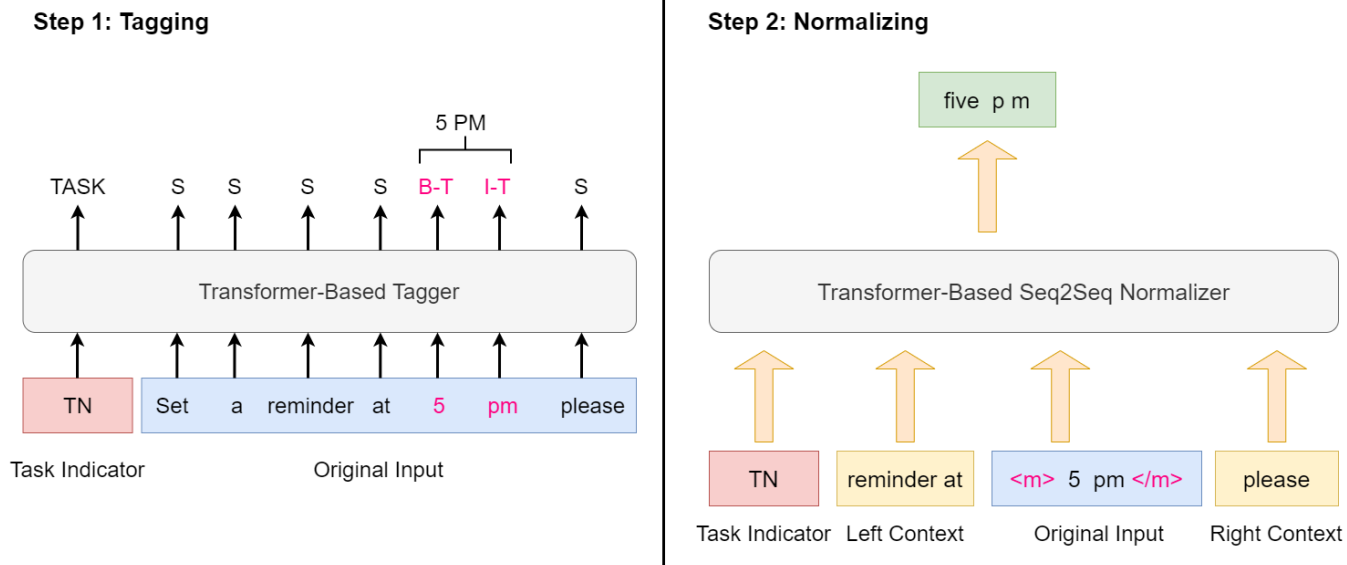 Step 1: Tagging
5 PM
TASK S S S S B-T I-T S
Transformer-Based Tagger
TN Set a reminder at 5 pm please
Task Indicator Original Input
Step 2: Normalizing
five p m
Transformer-Based Seq2Seq Normalizer
TN reminder at <m> 5 pm </m> please
Task Indicator Left Context Original Input Right Context